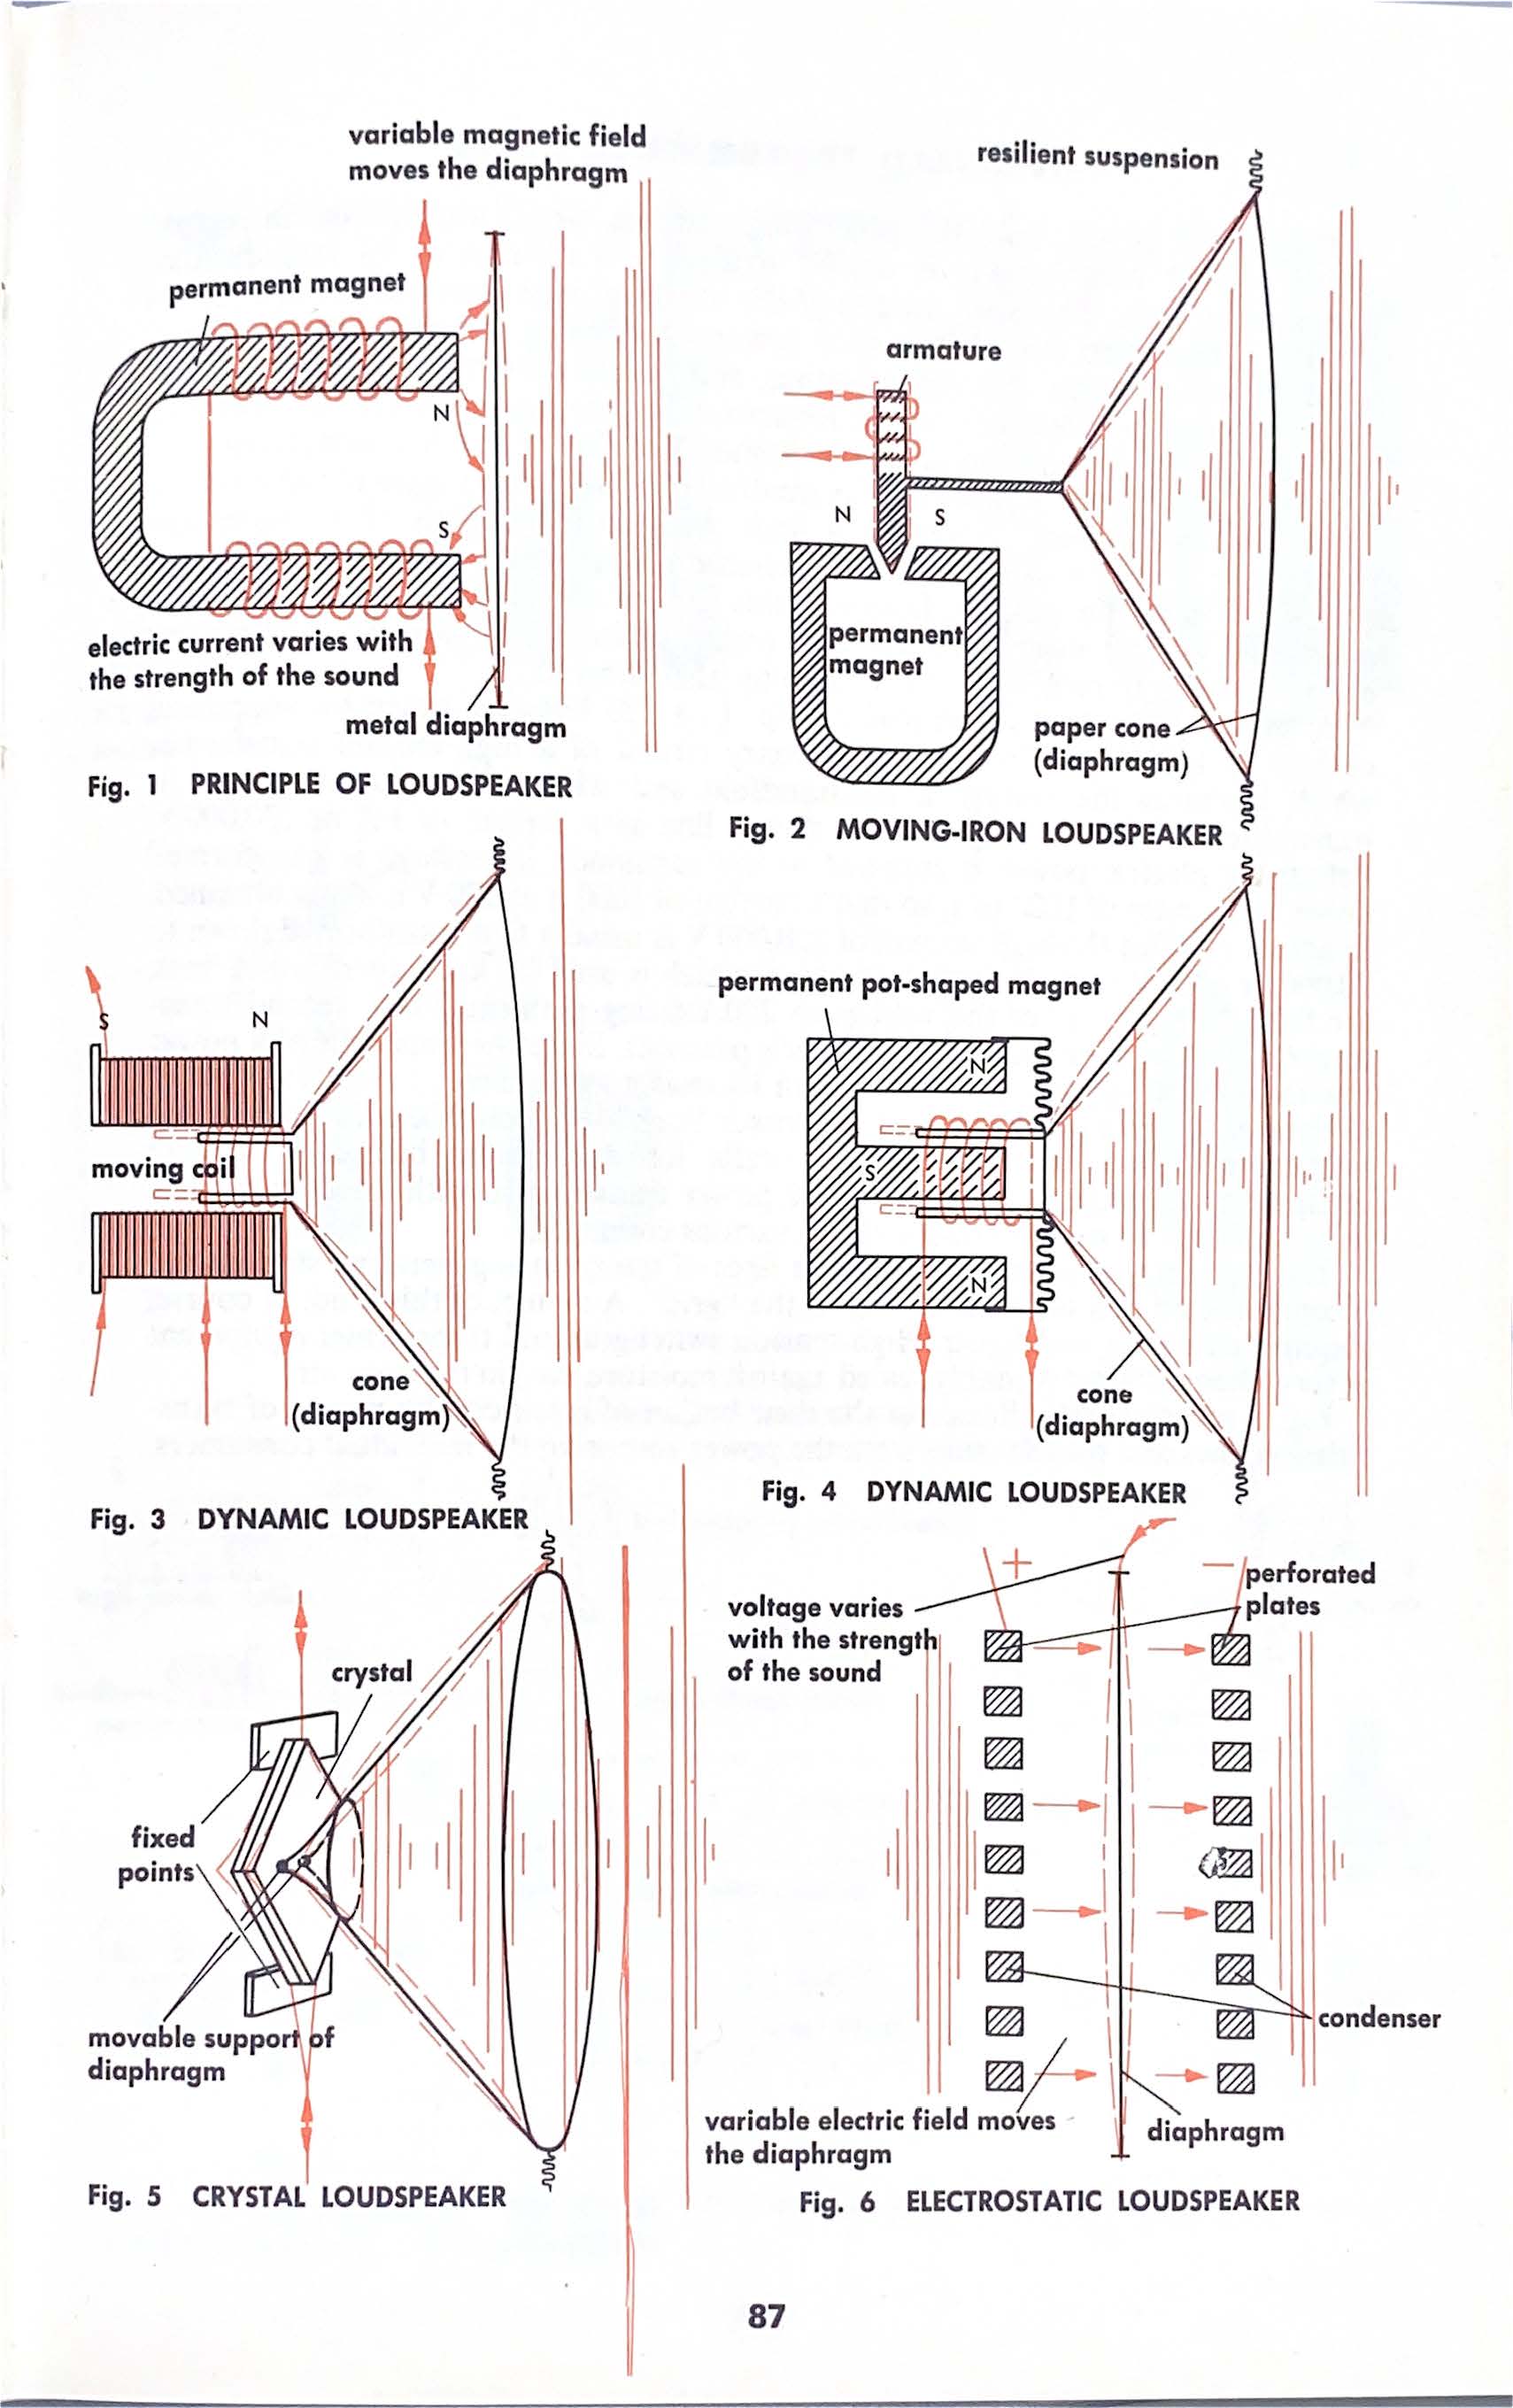 variable magnetic field
moves the diaphragm
permanent magnet
N
S
electric current varies with
the strength of the sound
metal diaphragm
Fig. 1 PRINCIPLE OF LOUDSPEAKER
resilient suspension
armature
N
S
permanent
magnet
paper cone
(diaphragm)
Fig. 2 MOVING-IRON LOUDSPEAKER
S
N
moving coil
cone
(diaphragm)
Fig. 3 DYNAMIC LOUDSPEAKER
permanent pot-shaped magnet
N
S
N
cone
(diaphragm)
Fig. 4 DYNAMIC LOUDSPEAKER
crystal
fixed
points
movable support of
diaphragm
Fig. 5 CRYSTAL LOUDSPEAKER
+
−
perforated
plates
voltage varies
with the strength
of the sound
condenser
variable electric field moves
the diaphragm
diaphragm
Fig. 6 ELECTROSTATIC LOUDSPEAKER
87